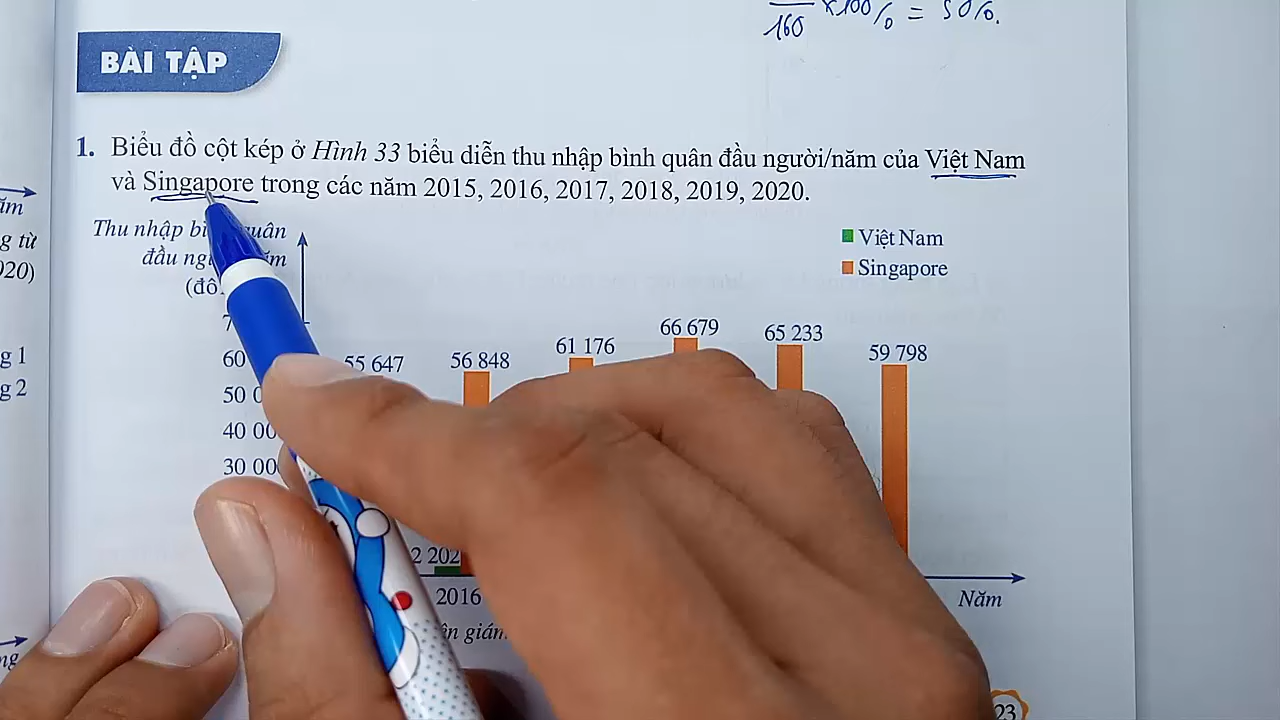 160 ×100% = 50%.
BÀI TẬP
1. Biểu đồ cột kép ở Hình 33 biểu diễn thu nhập bình quân đầu người/năm của Việt Nam
và Singapore trong các năm 2015, 2016, 2017, 2018, 2019, 2020.
Thu nhập quân
đầu
Việt Nam
Singapore
66 679
65 233
61 176
59 798
55 647
56 848
60
50
40 00
30 00
2 202
2016
Năm
23